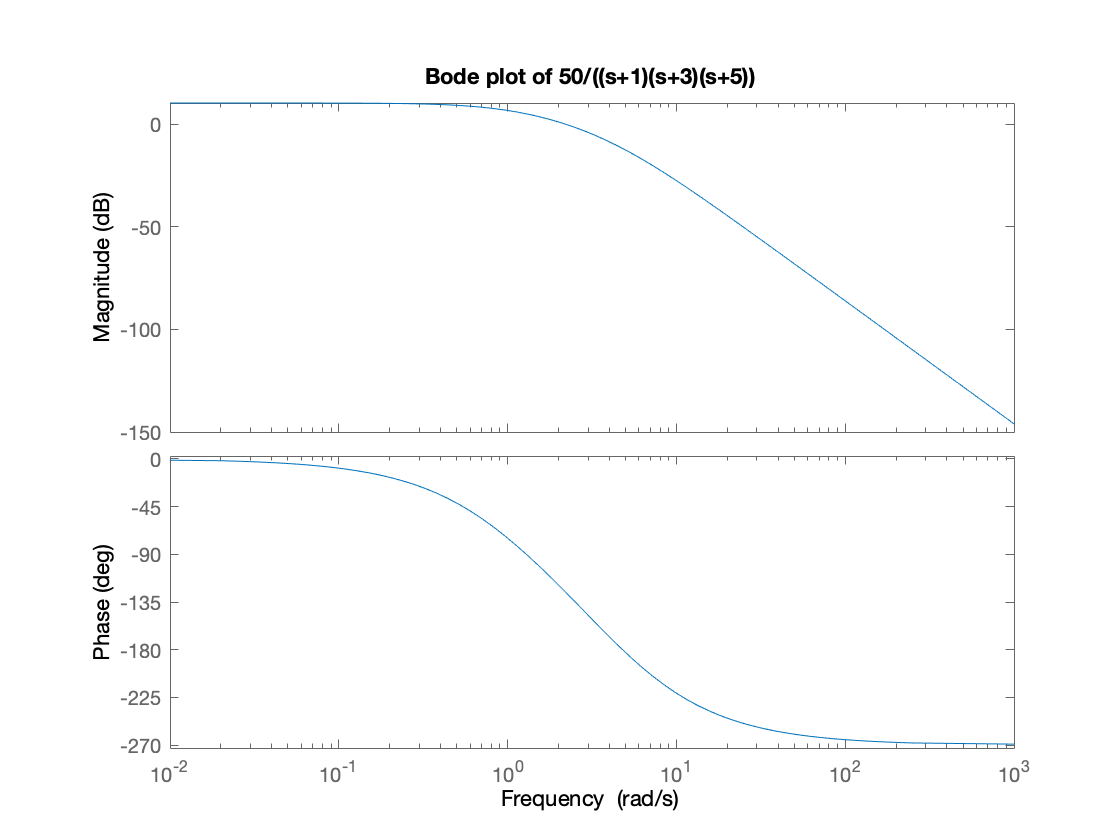 Bode plot of 50/((s+1)(s+3)(s+5))
Magnitude (dB)
0
-50
-100
-150
Phase (deg)
0
-45
-90
-135
-180
-225
-270
10^-2 10^-1 10^0 10^1 10^2 10^3
Frequency (rad/s)